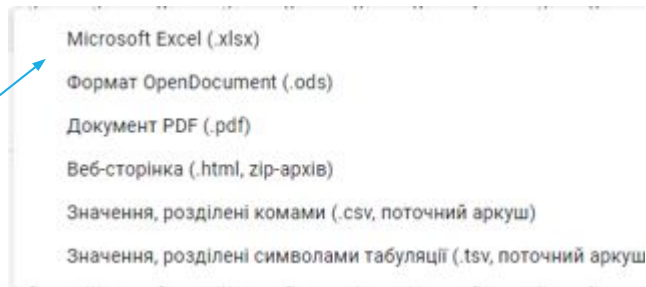 Microsoft Excel (.xlsx)
Формат OpenDocument (.ods)
Документ PDF (.pdf)
Веб-сторінка (.html, zip-архів)
Значення, розділені комами (.csv, поточний аркуш)
Значення, розділені символами табуляції (.tsv, поточний аркуш